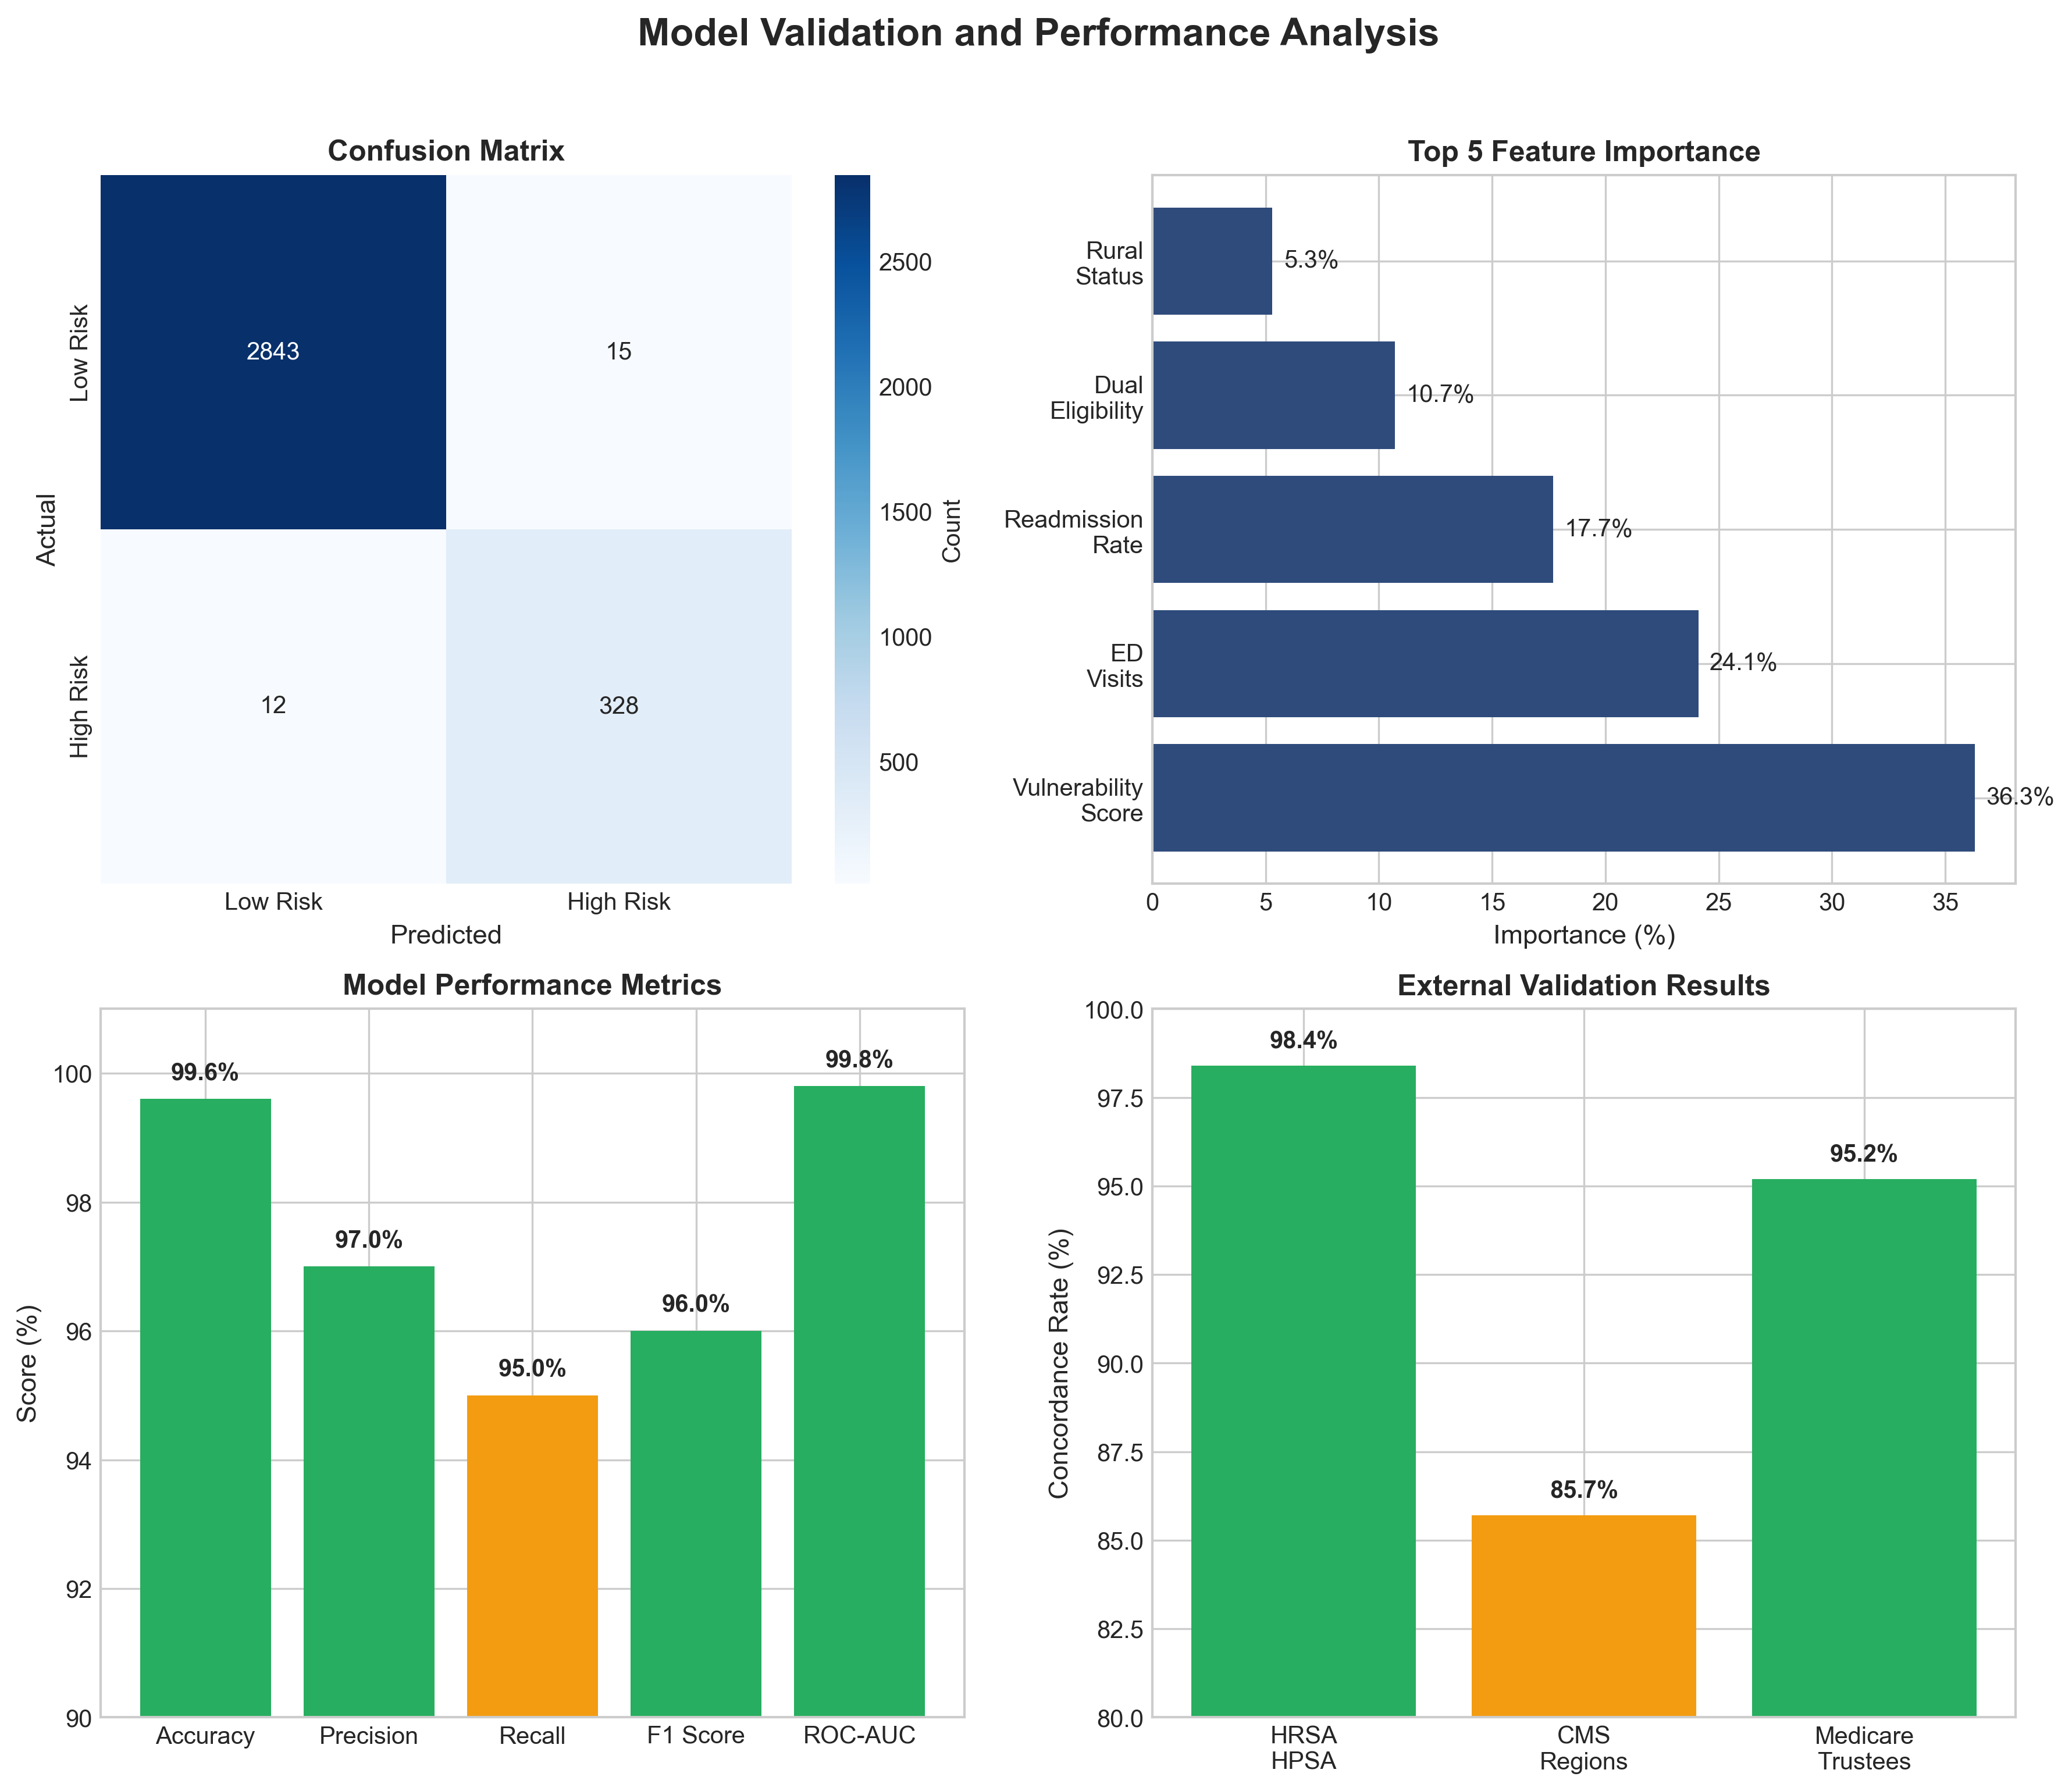 Model Validation and Performance Analysis
Confusion Matrix
Actual
Low Risk
High Risk
2843
15
12
328
Low Risk
High Risk
Predicted
2500
2000
1500
1000
500
Count
Top 5 Feature Importance
Rural
Status
5.3%
Dual
Eligibility
10.7%
Readmission
Rate
17.7%
ED
Visits
24.1%
Vulnerability
Score
36.3%
0
5
10
15
20
25
30
35
Importance (%)
Model Performance Metrics
Score (%)
100
98
96
94
92
90
99.6%
97.0%
95.0%
96.0%
99.8%
Accuracy
Precision
Recall
F1 Score
ROC-AUC
External Validation Results
Concordance Rate (%)
100.0
97.5
95.0
92.5
90.0
87.5
85.0
82.5
80.0
98.4%
85.7%
95.2%
HRSA
HPSA
CMS
Regions
Medicare
Trustees